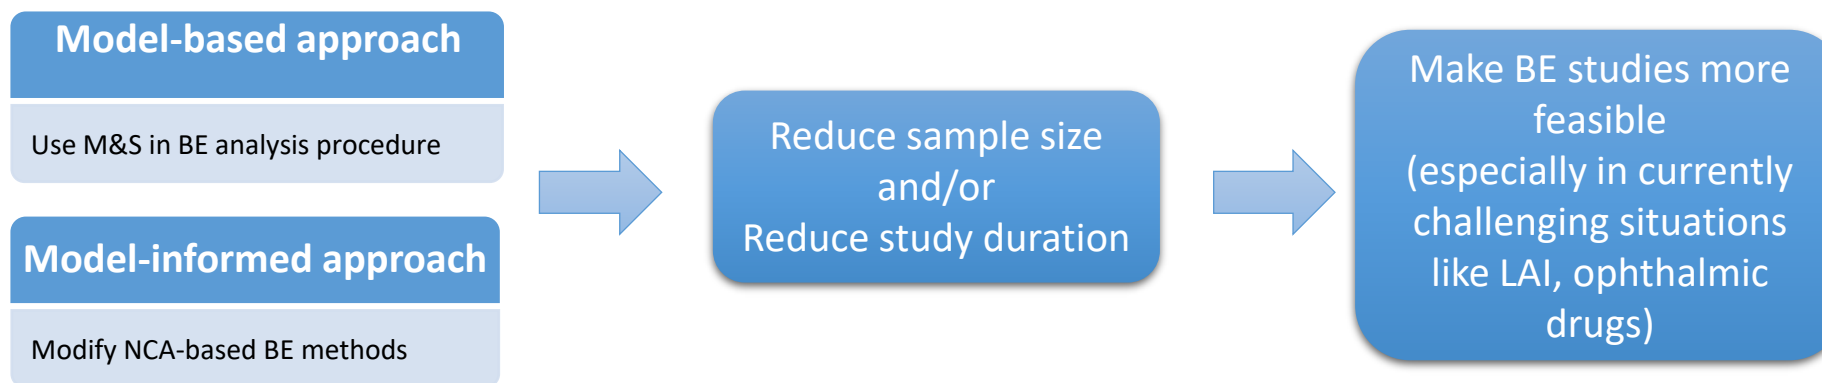 Model-based approach
Use M&S in BE analysis procedure
Model-informed approach
Modify NCA-based BE methods
Reduce sample size
and/or
Reduce study duration
Make BE studies more
feasible
(especially in currently
challenging situations
like LAI, ophthalmic
drugs)